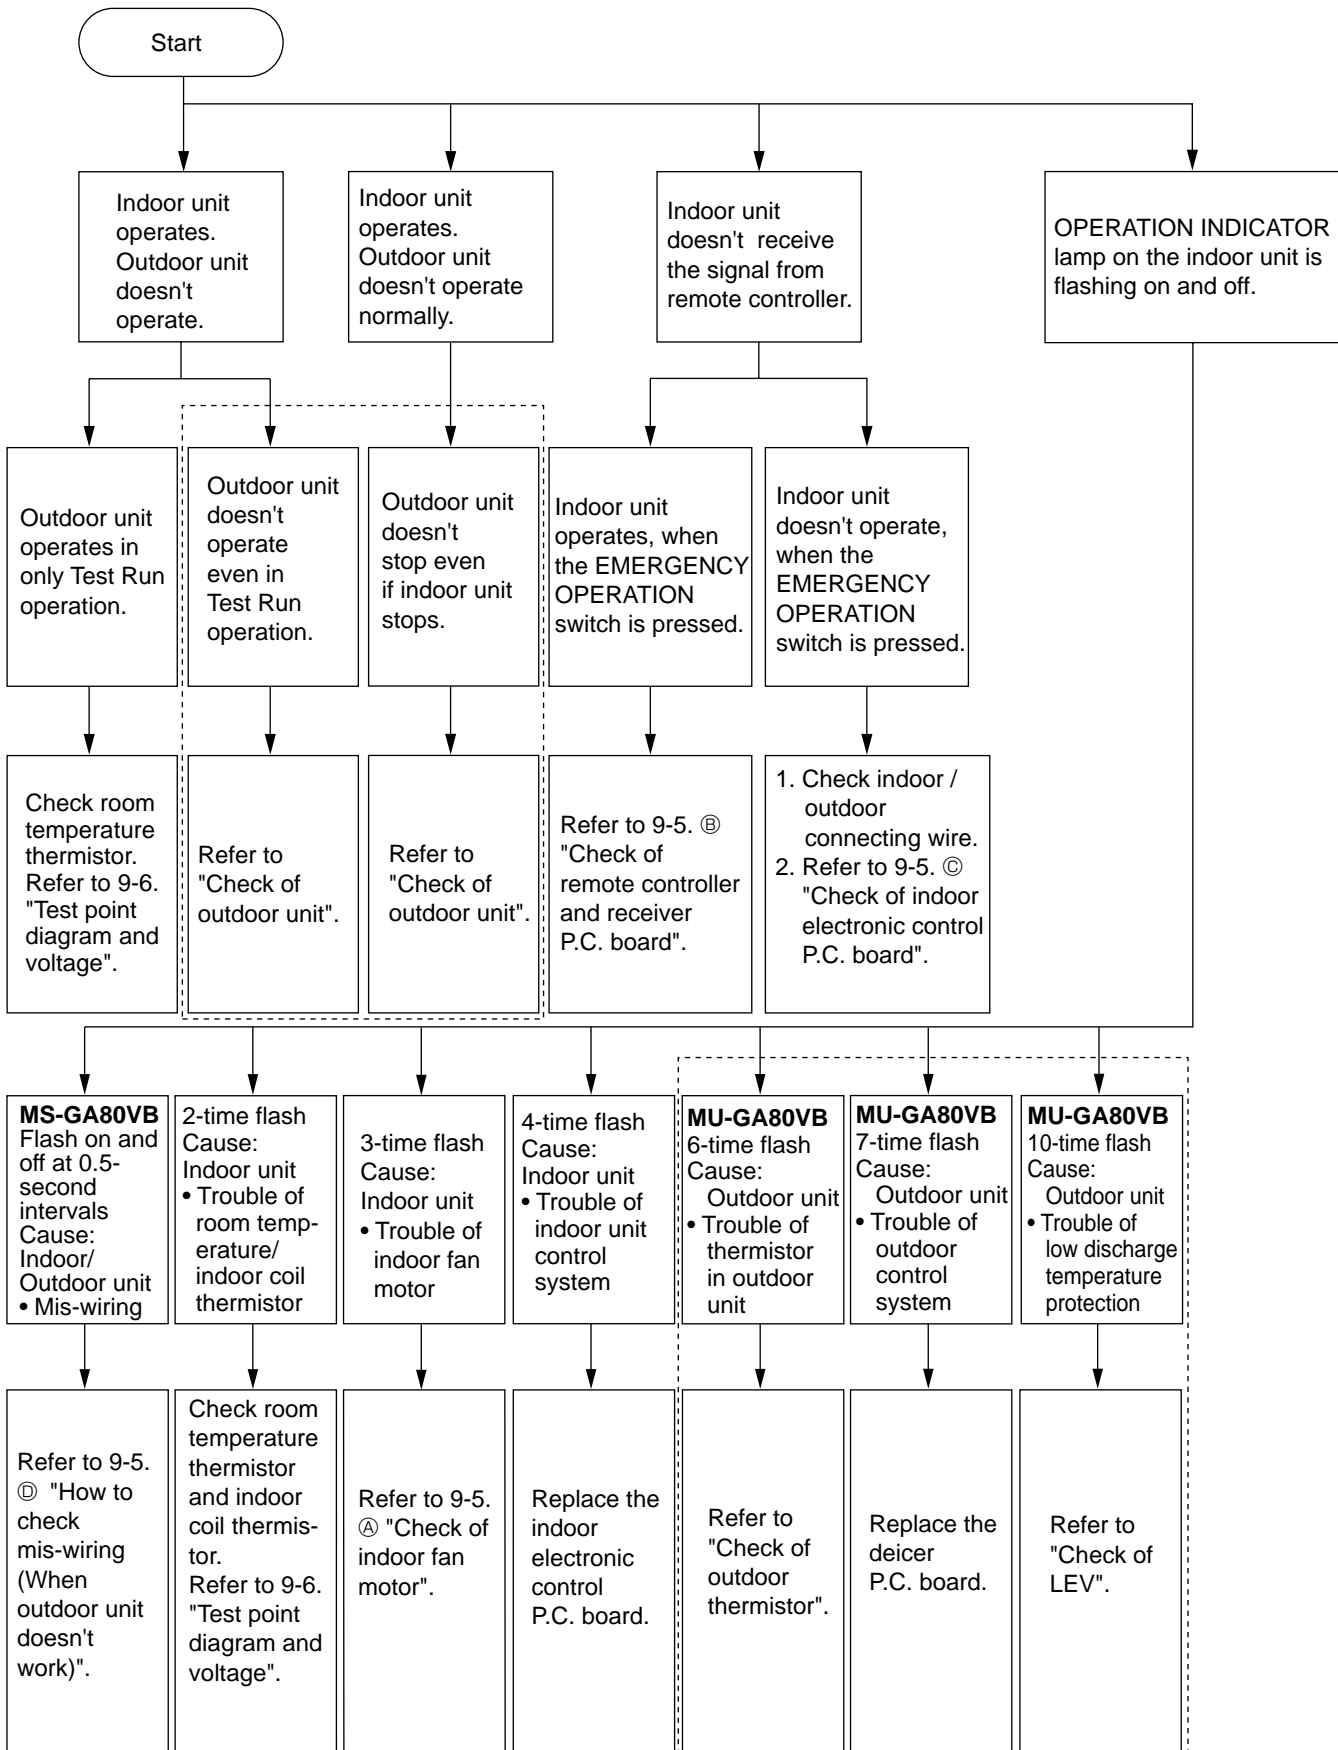 Start
Indoor unit
operates.
Outdoor unit
doesn't
operate.
Indoor unit
operates.
Outdoor unit
doesn't operate
normally.
Indoor unit
doesn't receive
the signal from
remote controller.
OPERATION INDICATOR
lamp on the indoor unit is
flashing on and off.
Outdoor unit
operates in
only Test Run
operation.
Outdoor unit
doesn't
operate
even in
Test Run
operation.
Outdoor unit
doesn't
stop even
if indoor unit
stops.
Indoor unit
operates, when
the EMERGENCY
OPERATION
switch is pressed.
Indoor unit
doesn't operate,
when the
EMERGENCY
OPERATION
switch is pressed.
Check room
temperature
thermistor.
Refer to 9-6.
"Test point
diagram and
voltage".
Refer to
"Check of
outdoor unit".
Refer to
"Check of
outdoor unit".
Refer to 9-5. Ⓑ
"Check of
remote controller
and receiver
P.C. board".
1. Check indoor /
outdoor
connecting wire.
2. Refer to 9-5. Ⓒ
"Check of indoor
electronic control
P.C. board".
MS-GA80VB
Flash on and
off at 0.5-
second
intervals
Cause:
Indoor/
Outdoor unit
• Mis-wiring
2-time flash
Cause:
Indoor unit
• Trouble of
room temp-
erature/
indoor coil
thermistor
3-time flash
Cause:
Indoor unit
• Trouble of
indoor fan
motor
4-time flash
Cause:
Indoor unit
• Trouble of
indoor unit
control
system
MU-GA80VB
6-time flash
Cause:
Outdoor unit
• Trouble of
thermistor
in outdoor
unit
MU-GA80VB
7-time flash
Cause:
Outdoor unit
• Trouble of
outdoor
control
system
MU-GA80VB
10-time flash
Cause:
Outdoor unit
• Trouble of
low discharge
temperature
protection
Refer to 9-5.
Ⓓ "How to
check
mis-wiring
(When
outdoor unit
doesn't
work)".
Check room
temperature
thermistor
and indoor
coil thermis-
tor.
Refer to 9-6.
"Test point
diagram and
voltage".
Refer to 9-5.
Ⓐ "Check of
indoor fan
motor".
Replace the
indoor
electronic
control
P.C. board.
Refer to
"Check of
outdoor
thermistor".
Replace the
deicer
P.C. board.
Refer to
"Check of
LEV".